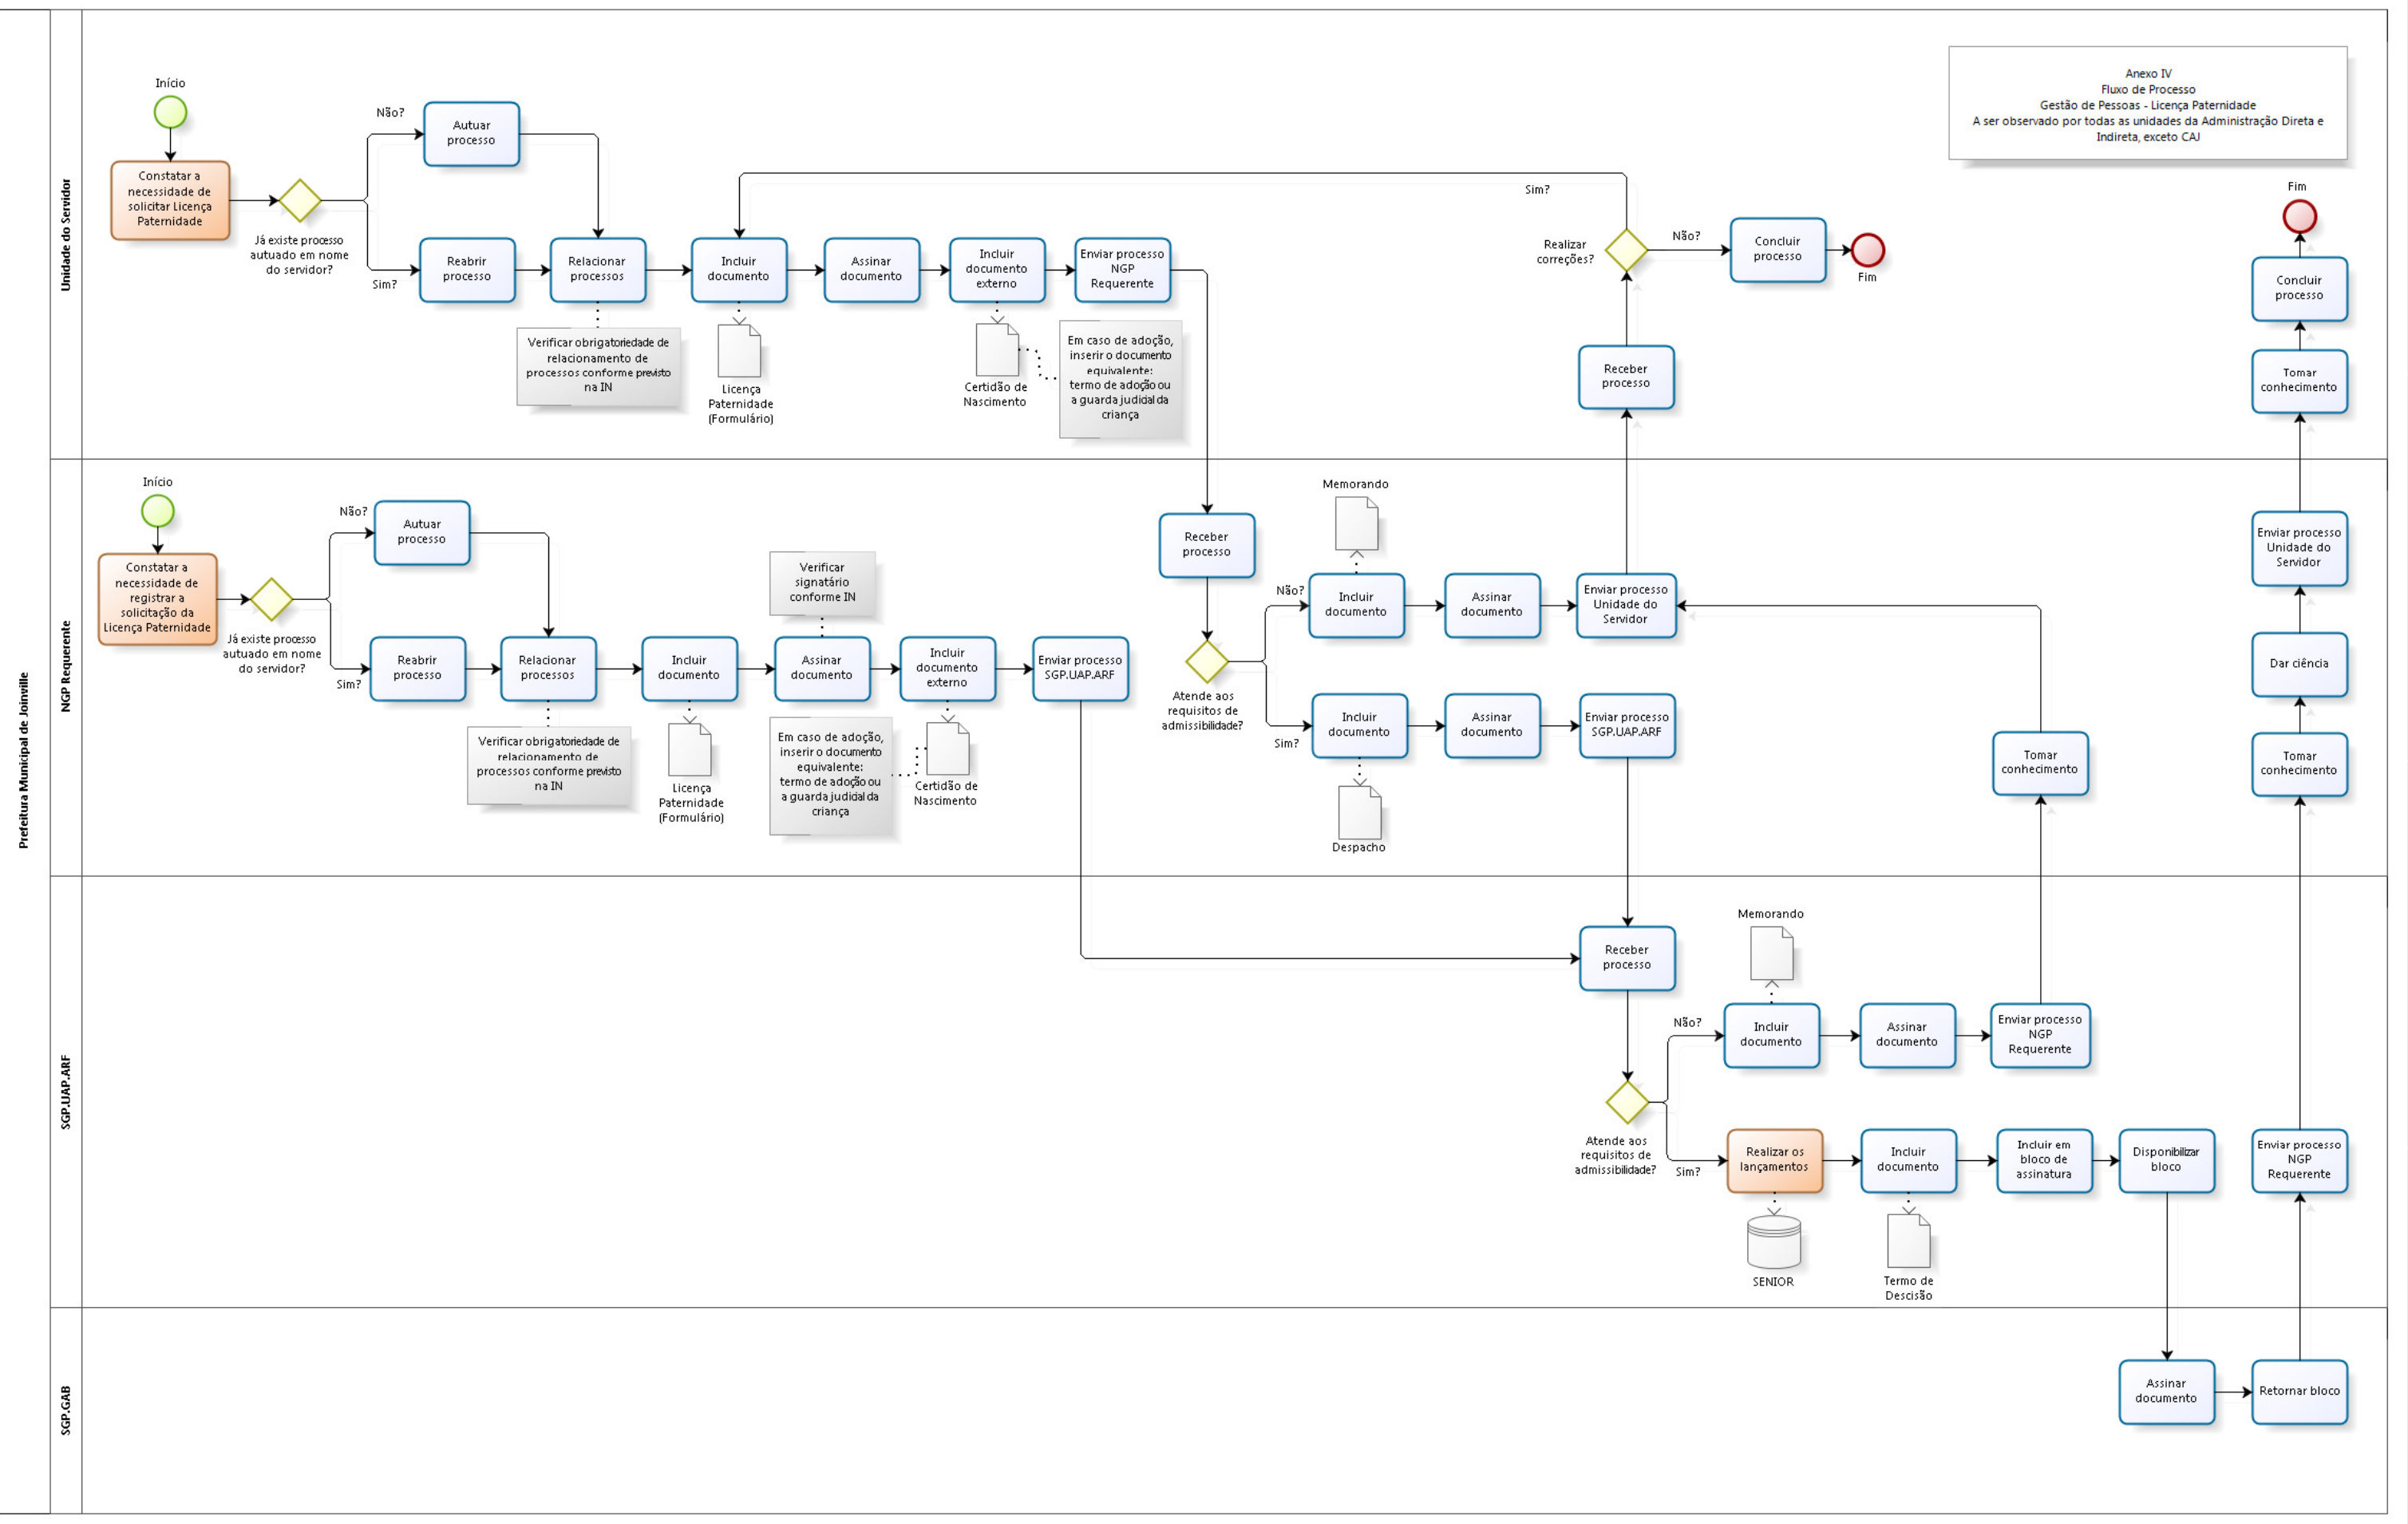 Prefeitura Municipal de Joinville
Unidade do Servidor
Anexo IV
Fluxo de Processo
Gestão de Pessoas - Licença Paternidade
A ser observado por todas as unidades da Administração Direta e
Indireta, exceto CAJ
Início
Constatar a
necessidade de
solicitar Licença
Paternidade
Já existe processo
autuado em nome
do servidor?
Não?
Autuar
processo
Sim?
Reabrir
processo
Relacionar
processos
Verificar obrigatoriedade de
relacionamento de
processos conforme previsto
na IN
Incluir
documento
Licença
Paternidade
(Formulário)
Assinar
documento
Incluir
documento
externo
Certidão de
Nascimento
Em caso de adoção,
inserir o documento
equivalente:
termo de adoção ou
a guarda judicial da
criança
Enviar processo
NGP
Requerente
Sim?
Realizar
correções?
Não?
Concluir
processo
Fim
Receber
processo
Fim
Concluir
processo
Tomar
conhecimento
NGP Requerente
Início
Constatar a
necessidade de
registrar a
solicitação da
Licença Paternidade
Já existe processo
autuado em nome
do servidor?
Não?
Autuar
processo
Sim?
Reabrir
processo
Relacionar
processos
Verificar obrigatoriedade de
relacionamento de
processos conforme previsto
na IN
Incluir
documento
Licença
Paternidade
(Formulário)
Verificar
signatário
conforme IN
Assinar
documento
Em caso de adoção,
inserir o documento
equivalente:
termo de adoção ou
a guarda judicial da
criança
Incluir
documento
externo
Certidão de
Nascimento
Enviar processo
SGP.UAP.ARF
Receber
processo
Atende aos
requisitos de
admissibilidade?
Não?
Memorando
Incluir
documento
Assinar
documento
Enviar processo
Unidade do
Servidor
Sim?
Incluir
documento
Despacho
Assinar
documento
Enviar processo
SGP.UAP.ARF
Tomar
conhecimento
Enviar processo
Unidade do
Servidor
Dar ciência
Tomar
conhecimento
SGP.UAP.ARF
Receber
processo
Atende aos
requisitos de
admissibilidade?
Não?
Memorando
Incluir
documento
Assinar
documento
Enviar processo
NGP
Requerente
Sim?
Realizar os
lançamentos
SENIOR
Incluir
documento
Termo de
Descisão
Incluir em
bloco de
assinatura
Disponibilizar
bloco
Enviar processo
NGP
Requerente
SGP.GAB
Assinar
documento
Retornar bloco